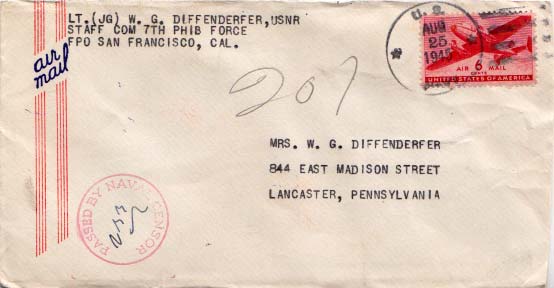 LT.(JG) W. G. DIFFENDERFER,USNR
STAFF COM 7TH PHIB FORCE
FPO SAN FRANCISCO, CAL.
air mail
U. S.
AUG
25
AIR 6 MAIL
CENTS
UNITED STATES OF AMERICA
207
MRS. W. G. DIFFENDERFER
844 EAST MADISON STREET
LANCASTER, PENNSYLVANIA
PASSED BY NAVAL CENSOR